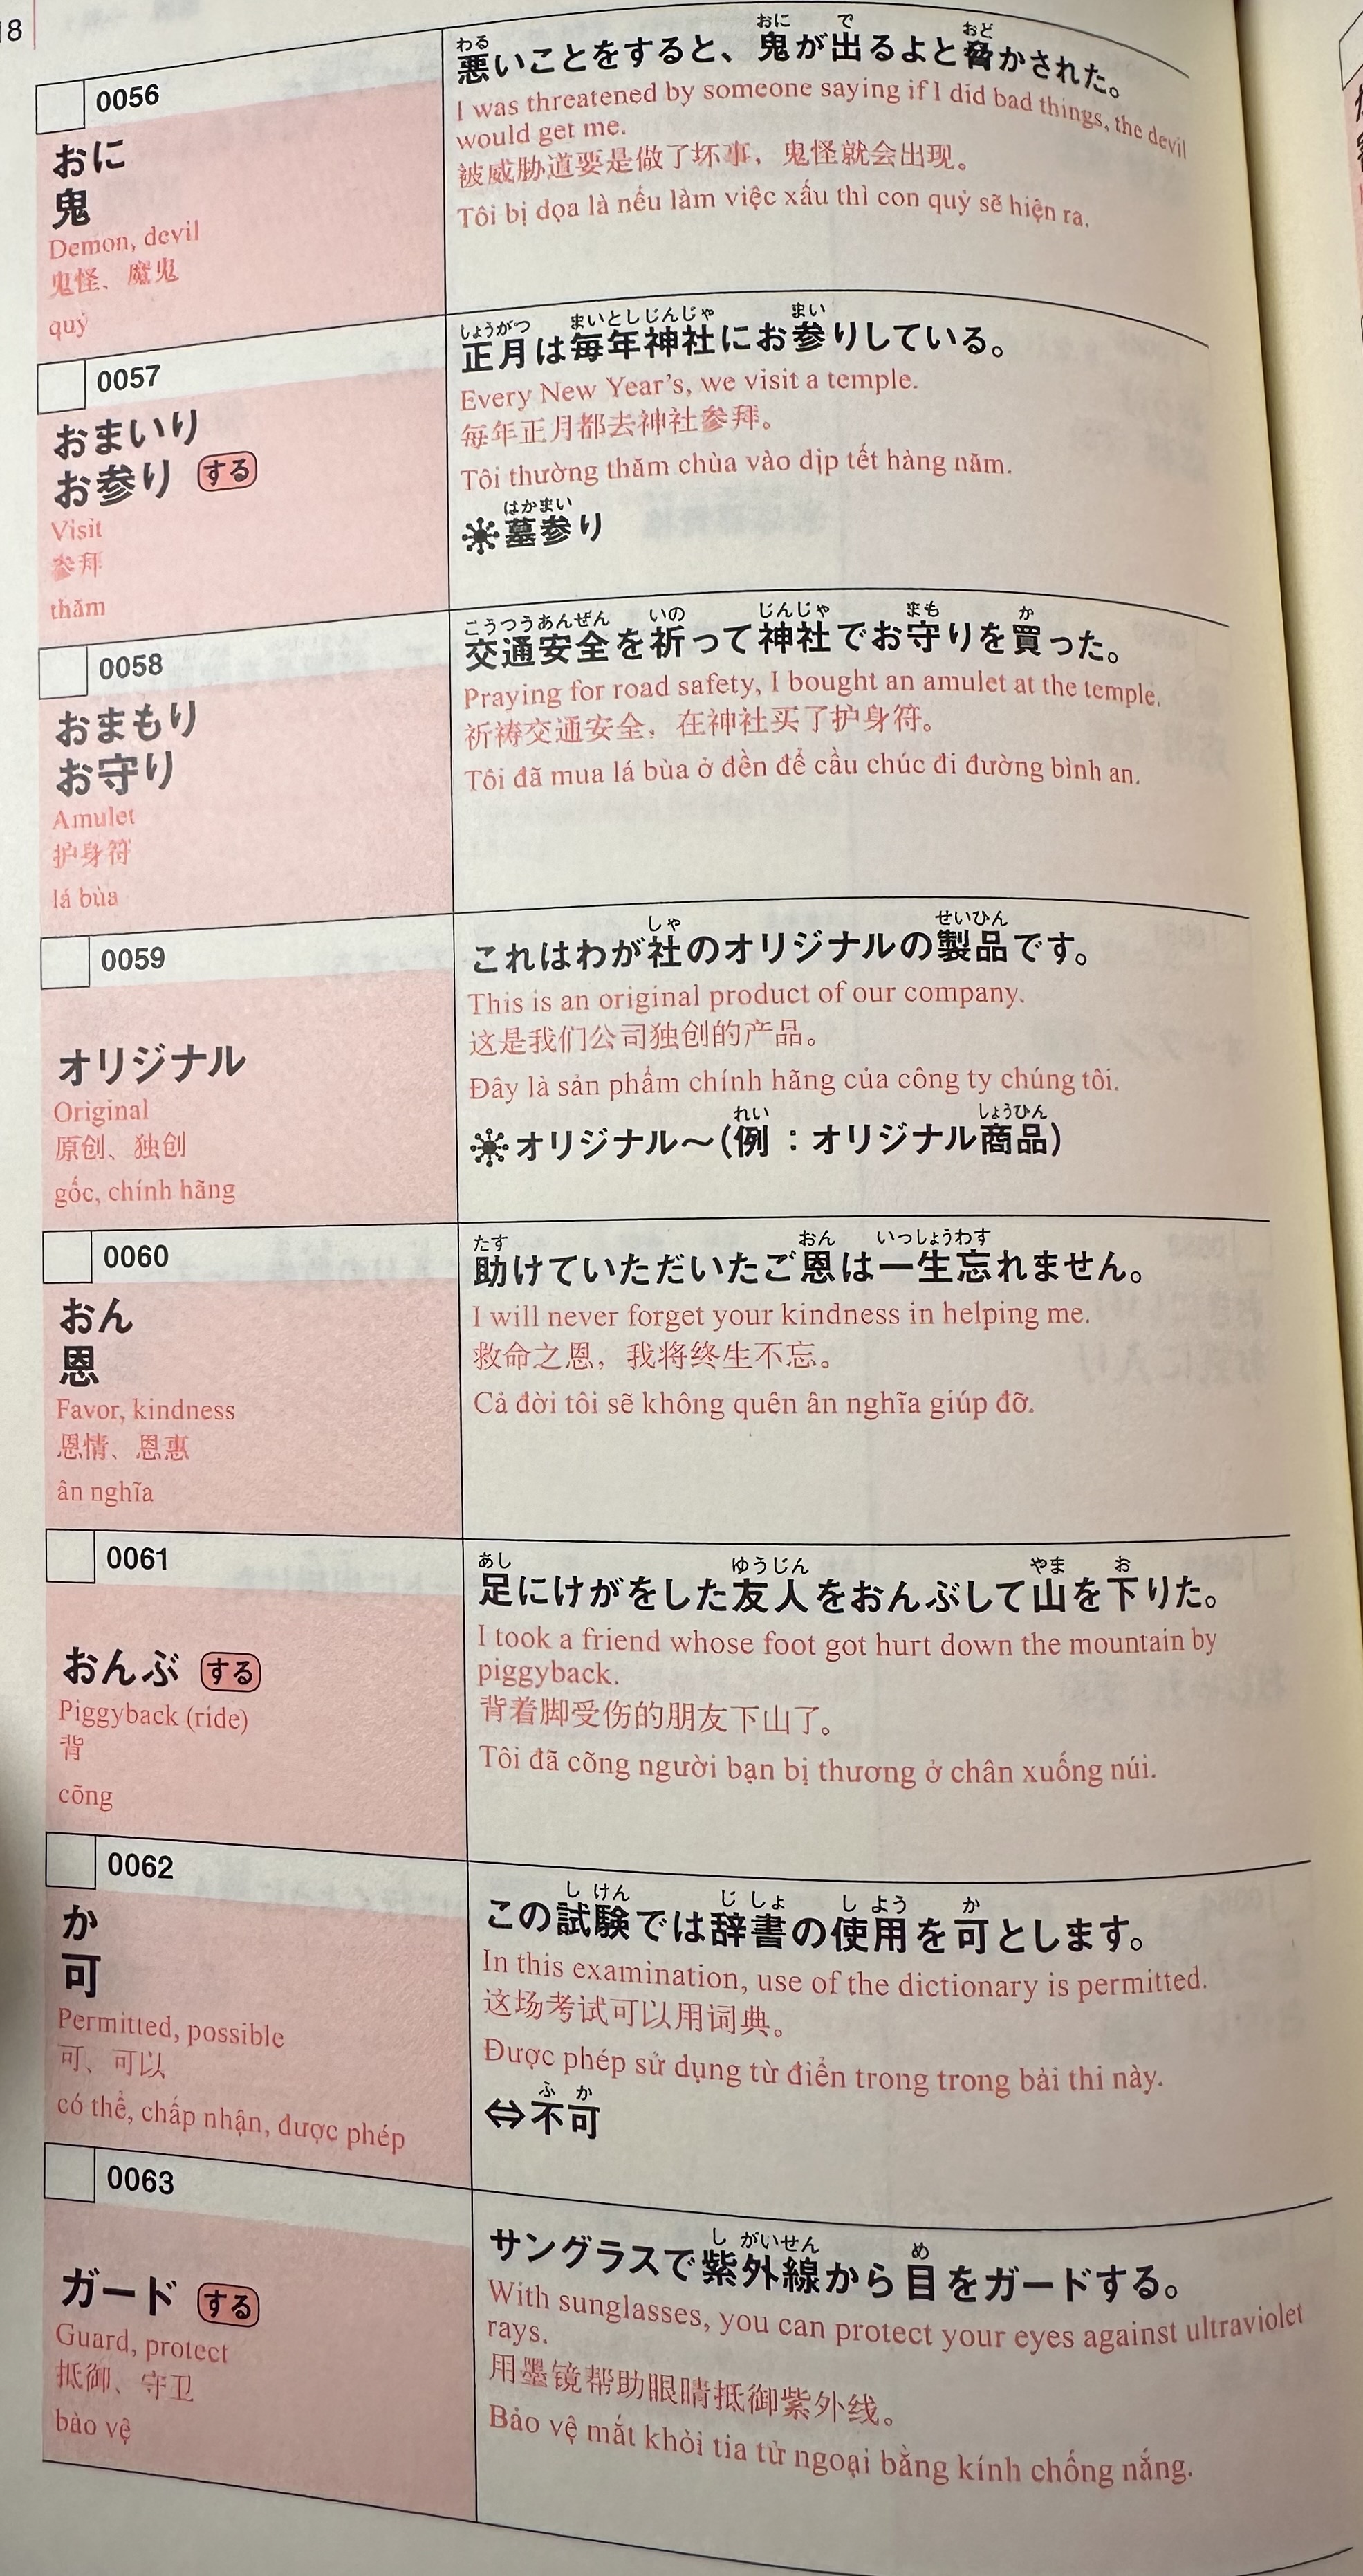 18
0056
おに
鬼
Demon, devil
鬼怪、魔鬼
quỷ
悪いことをすると、鬼が出るよと脅かされた。
I was threatened by someone saying if I did bad things, the devil
would get me.
被威胁道要是做了坏事，鬼怪就会出现。
Tôi bị dọa là nếu làm việc xấu thì con quỷ sẽ hiện ra.
0057
おまいり
お参り する
Visit
参拜
thăm
正月は毎年神社にお参りしている。
Every New Year's, we visit a temple.
每年正月都去神社参拜。
Tôi thường thăm chùa vào dịp tết hàng năm.
墓参り
0058
おまもり
お守り
Amulet
护身符
lá bùa
交通安全を祈って神社でお守りを買った。
Praying for road safety, I bought an amulet at the temple.
祈祷交通安全，在神社买了护身符。
Tôi đã mua lá bùa ở đền để cầu chúc đi đường bình an.
0059
オリジナル
Original
原创、独创
gốc, chính hãng
これはわが社のオリジナルの製品です。
This is an original product of our company.
这是我们公司独创的产品。
Đây là sản phẩm chính hãng của công ty chúng tôi.
オリジナル〜（例：オリジナル商品）
0060
おん
恩
Favor, kindness
恩情、恩惠
ân nghĩa
助けていただいたご恩は一生忘れません。
I will never forget your kindness in helping me.
救命之恩，我将终生不忘。
Cả đời tôi sẽ không quên ân nghĩa giúp đỡ.
0061
おんぶ する
Piggyback (ride)
背
cõng
足にけがをした友人をおんぶして山を下りた。
I took a friend whose foot got hurt down the mountain by
piggyback.
背着脚受伤的朋友下山了。
Tôi đã cõng người bạn bị thương ở chân xuống núi.
0062
か
可
Permitted, possible
可、可以
có thể, chấp nhận, được phép
この試験では辞書の使用を可とします。
In this examination, use of the dictionary is permitted.
这场考试可以用词典。
Được phép sử dụng từ điển trong trong bài thi này.
⇔不可
0063
ガード する
Guard, protect
抵御、守卫
bảo vệ
サングラスで紫外線から目をガードする。
With sunglasses, you can protect your eyes against ultraviolet
rays.
用墨镜帮助眼睛抵御紫外线。
Bảo vệ mắt khỏi tia tử ngoại bằng kính chống nắng.